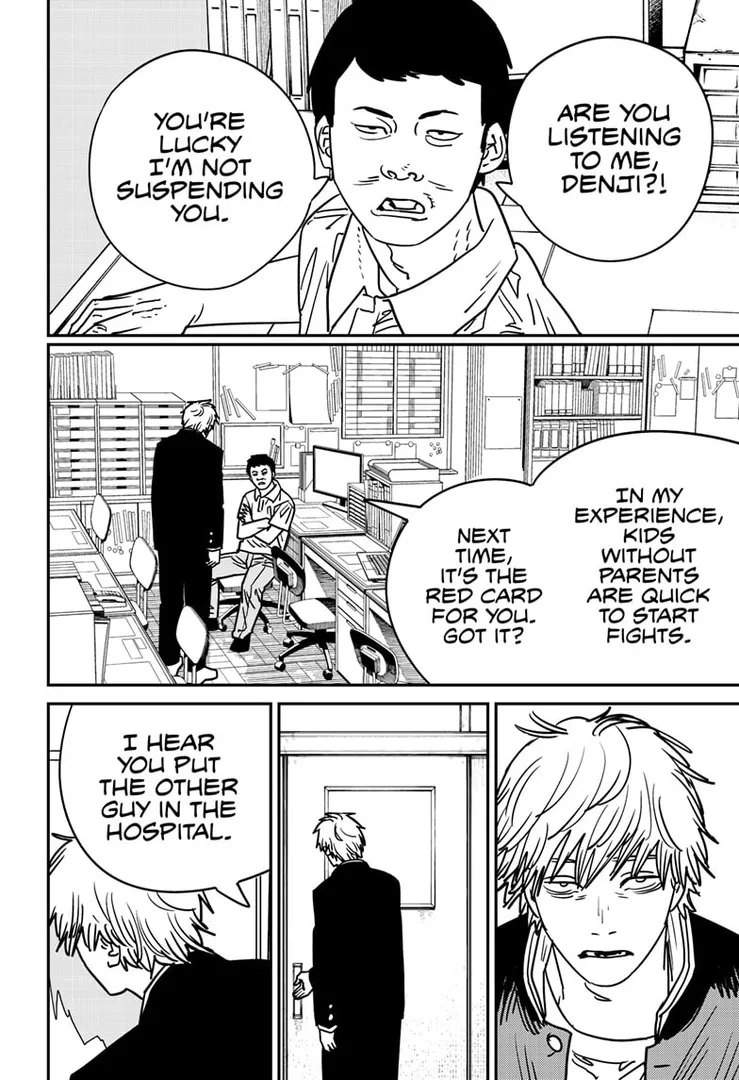 ARE YOU
LISTENING
TO ME,
DENJI?!
YOU'RE
LUCKY
I'M NOT
SUSPENDING
YOU.
IN MY
EXPERIENCE,
KIDS
WITHOUT
PARENTS
ARE QUICK
TO START
FIGHTS.
NEXT
TIME,
IT'S THE
RED CARD
FOR YOU.
GOT IT?
I HEAR
YOU PUT
THE OTHER
GUY IN THE
HOSPITAL.